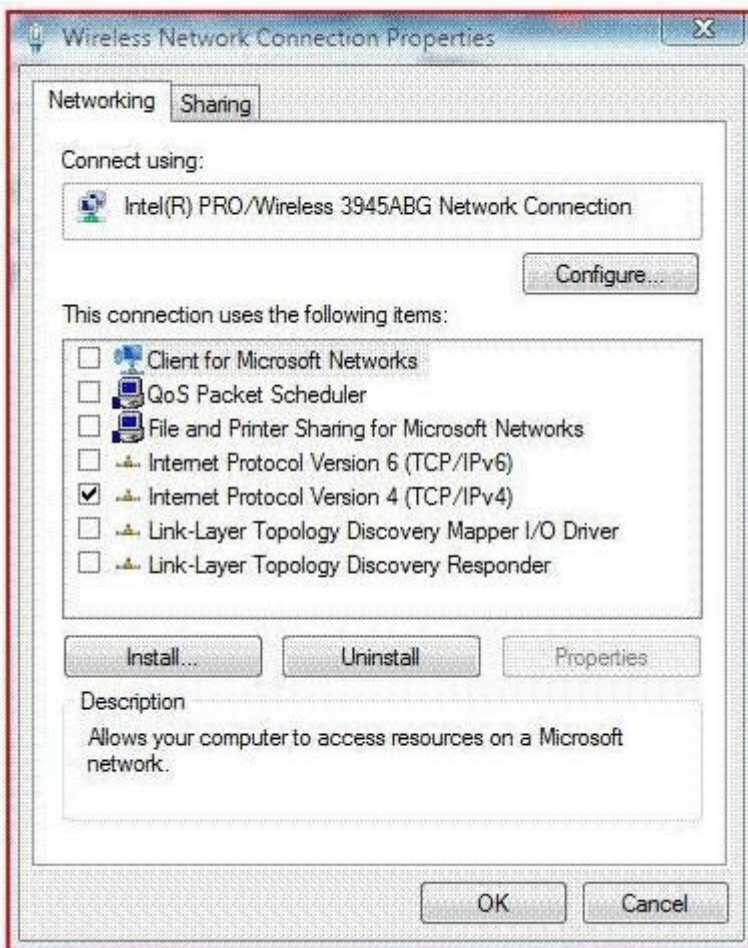 Wireless Network Connection Properties
Networking
Sharing
Connect using:
Intel(R) PRO/Wireless 3945ABG Network Connection
Configure...
This connection uses the following items:
Client for Microsoft Networks
QoS Packet Scheduler
File and Printer Sharing for Microsoft Networks
Internet Protocol Version 6 (TCP/IPv6)
Internet Protocol Version 4 (TCP/IPv4)
Link-Layer Topology Discovery Mapper I/O Driver
Link-Layer Topology Discovery Responder
Install...
Uninstall
Properties
Description
Allows your computer to access resources on a Microsoft
network.
OK
Cancel